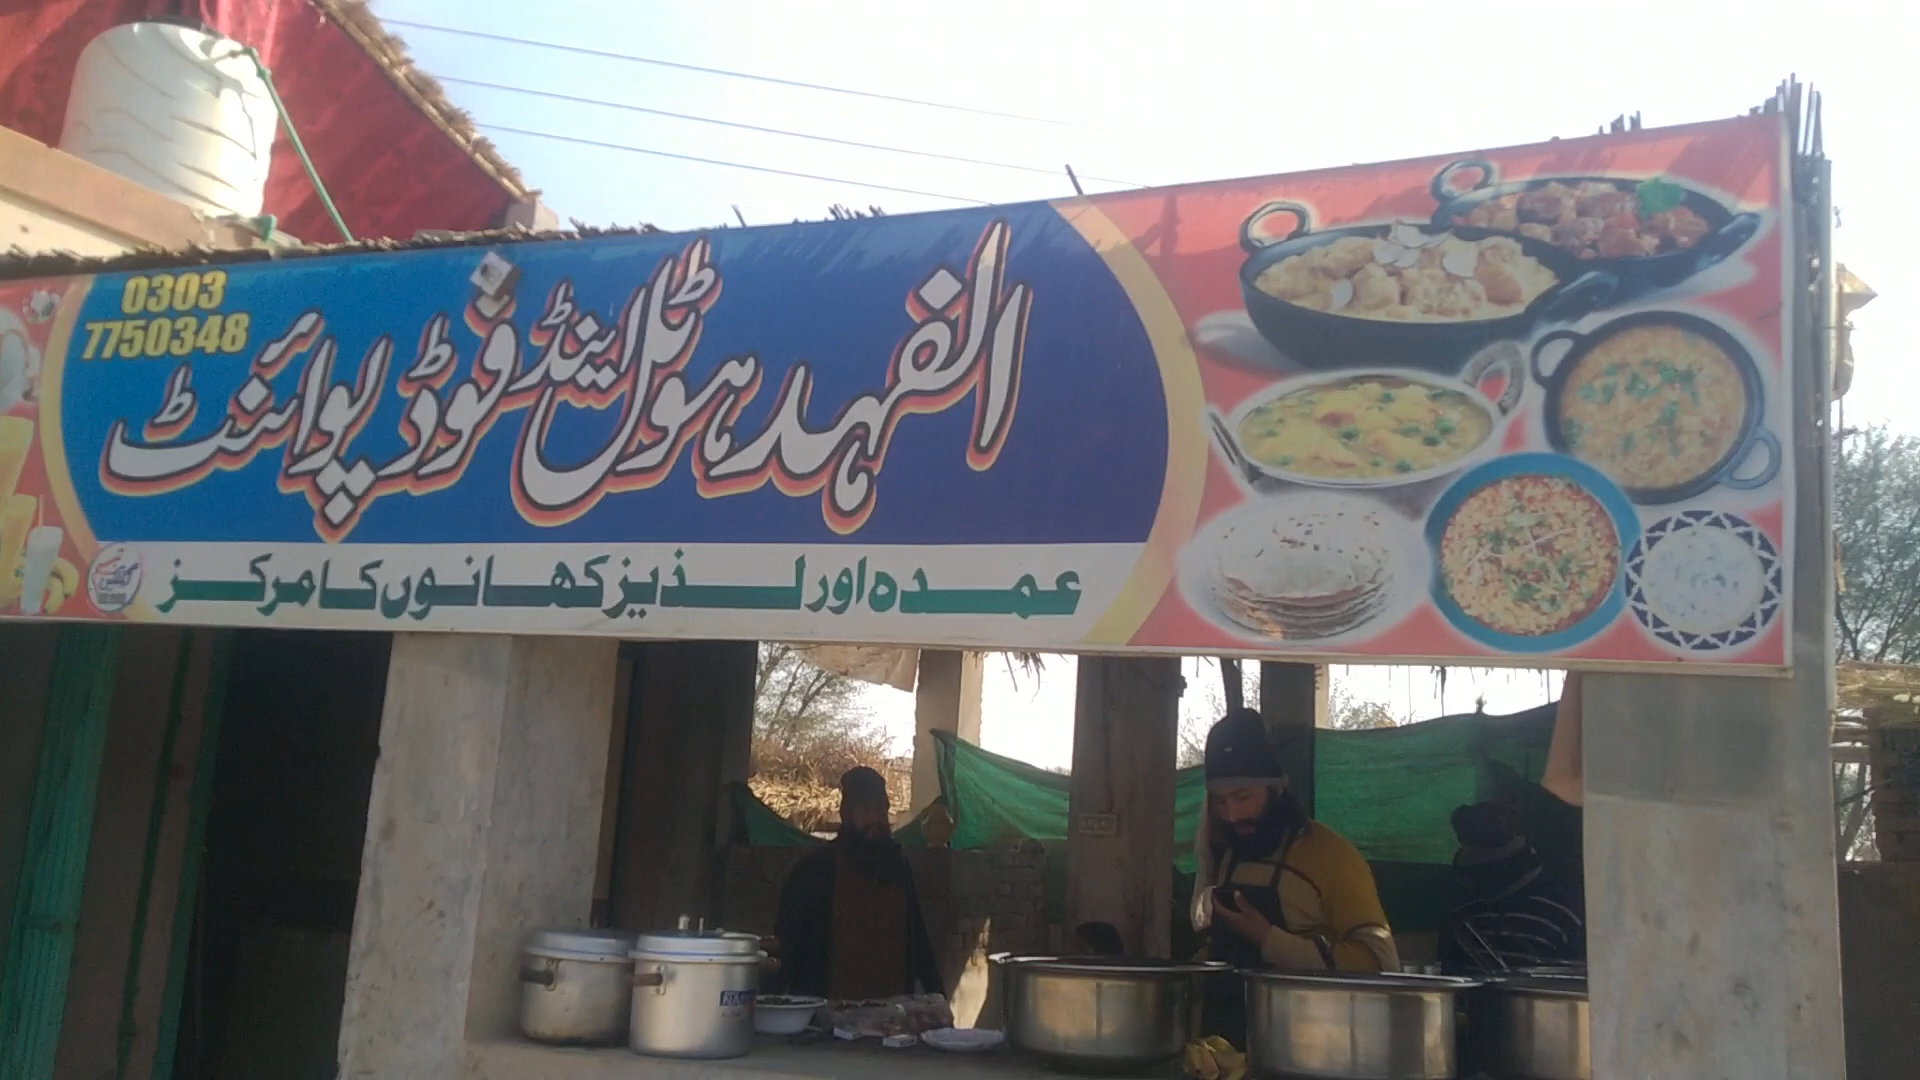 0303
7750348
الفہد ہوٹل اینڈ فوڈ پوائنٹ
عمدہ اور لذیز کھانوں کا مرکز